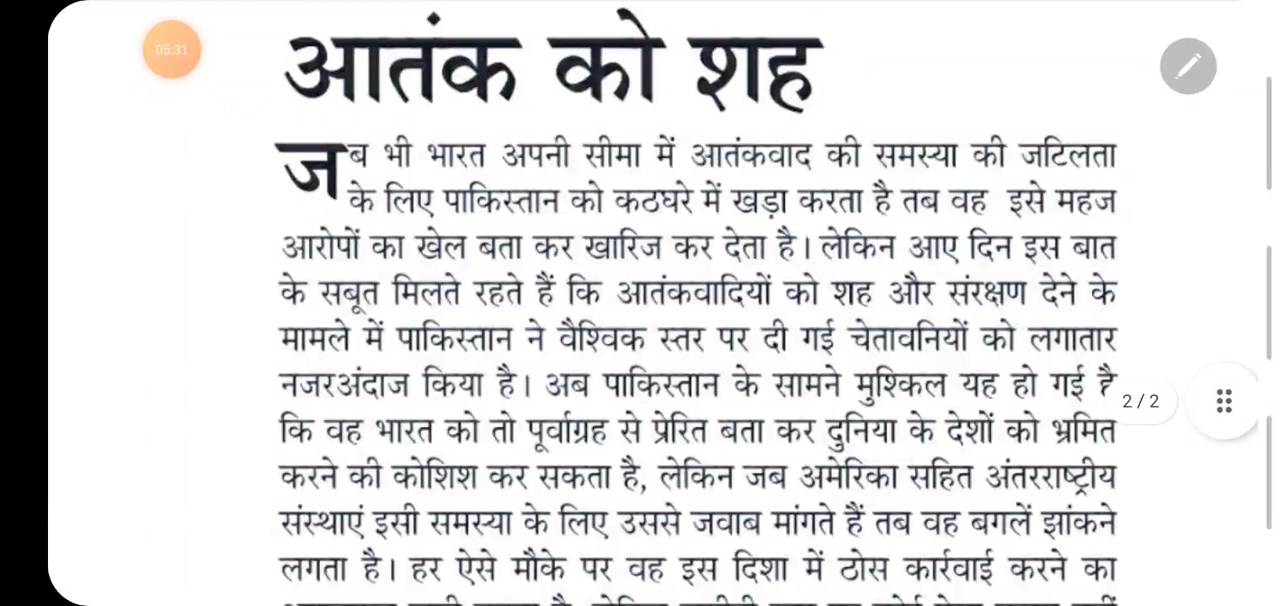 05:31
आतंक को शह
जब भी भारत अपनी सीमा में आतंकवाद की समस्या की जटिलता
के लिए पाकिस्तान को कठघरे में खड़ा करता है तब वह इसे महज
आरोपों का खेल बता कर खारिज कर देता है। लेकिन आए दिन इस बात
के सबूत मिलते रहते हैं कि आतंकवादियों को शह और संरक्षण देने के
मामले में पाकिस्तान ने वैश्विक स्तर पर दी गई चेतावनियों को लगातार
नजरअंदाज किया है। अब पाकिस्तान के सामने मुश्किल यह हो गई है
2 / 2
कि वह भारत को तो पूर्वाग्रह से प्रेरित बता कर दुनिया के देशों को भ्रमित
करने की कोशिश कर सकता है, लेकिन जब अमेरिका सहित अंतरराष्ट्रीय
संस्थाएं इसी समस्या के लिए उससे जवाब मांगते हैं तब वह बगलें झांकने
लगता है। हर ऐसे मौके पर वह इस दिशा में ठोस कार्रवाई करने का